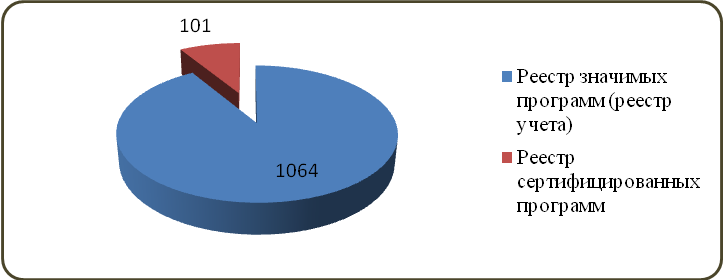 101
1064
Реестр значимых
программ (реестр
учета)
Реестр
сертифицированных
программ